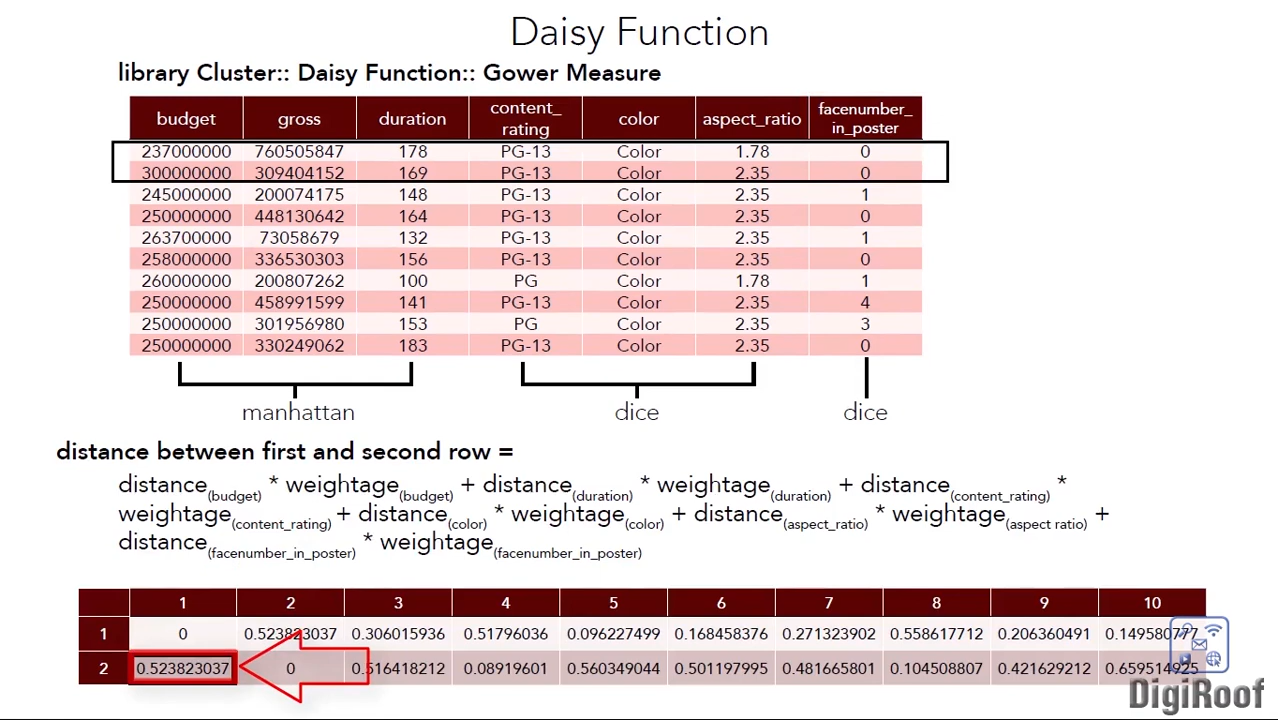 Daisy Function
library Cluster:: Daisy Function:: Gower Measure
budget gross duration content_rating color aspect_ratio facenumber_in_poster
237000000 760505847 178 PG-13 Color 1.78 0
300000000 309404152 169 PG-13 Color 2.35 0
245000000 200074175 148 PG-13 Color 2.35 1
250000000 448130642 164 PG-13 Color 2.35 0
263700000 73058679 132 PG-13 Color 2.35 1
258000000 336530303 156 PG-13 Color 2.35 0
260000000 200807262 100 PG Color 1.78 1
250000000 458991599 141 PG-13 Color 2.35 4
250000000 301956980 153 PG Color 2.35 3
250000000 330249062 183 PG-13 Color 2.35 0
manhattan dice dice
distance between first and second row =
distance(budget) * weightage(budget) + distance(duration) * weightage(duration) + distance(content_rating) *
weightage(content_rating) + distance(color) * weightage(color) + distance(aspect_ratio) * weightage(aspect ratio) +
distance(facenumber_in_poster) * weightage(facenumber_in_poster)
1 2 3 4 5 6 7 8 9 10
1 0 0.523823037 0.306015936 0.51796036 0.096227499 0.168458376 0.271323902 0.558617712 0.206360491 0.149580777
2 0.523823037 0 0.516418212 0.08919601 0.560349044 0.501197995 0.481665801 0.104508807 0.421629212 0.659514925
DigiRoof